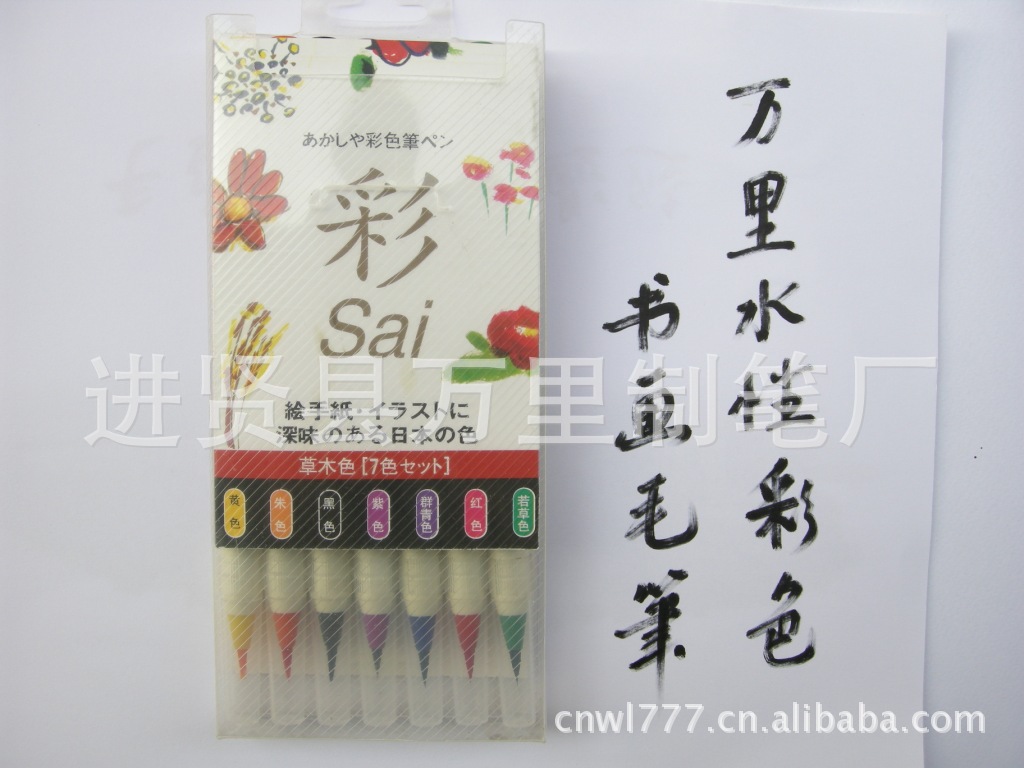 あかしや彩色筆ペン
彩
Sai
絵手紙・イラストに
深味のある日本の色
草木色［7色セット］
黄色
朱色
黒色
紫色
群青色
紅色
若草色
万里水性彩色
书画毛筆
进贤县万里制笔厂
cnwl777.cn.alibaba.com